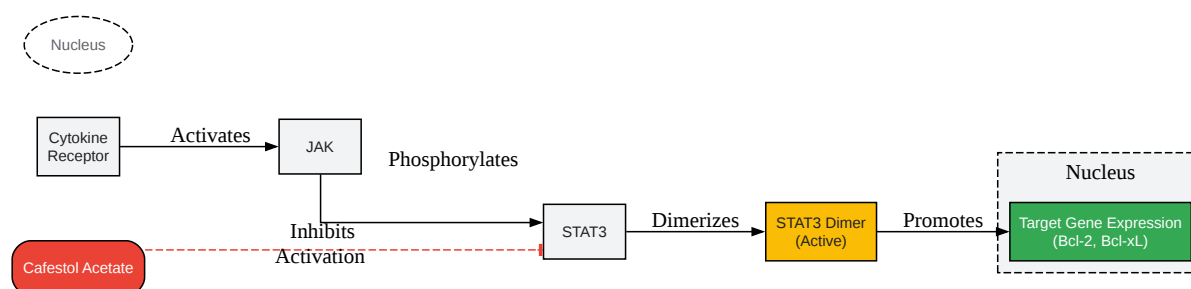 Nucleus
Cytokine
Receptor
Activates
JAK
Phosphorylates
Inhibits
Activation
Cafestol Acetate
STAT3
Dimerizes
STAT3 Dimer
(Active)
Promotes
Nucleus
Target Gene Expression
(Bcl-2, Bcl-xL)